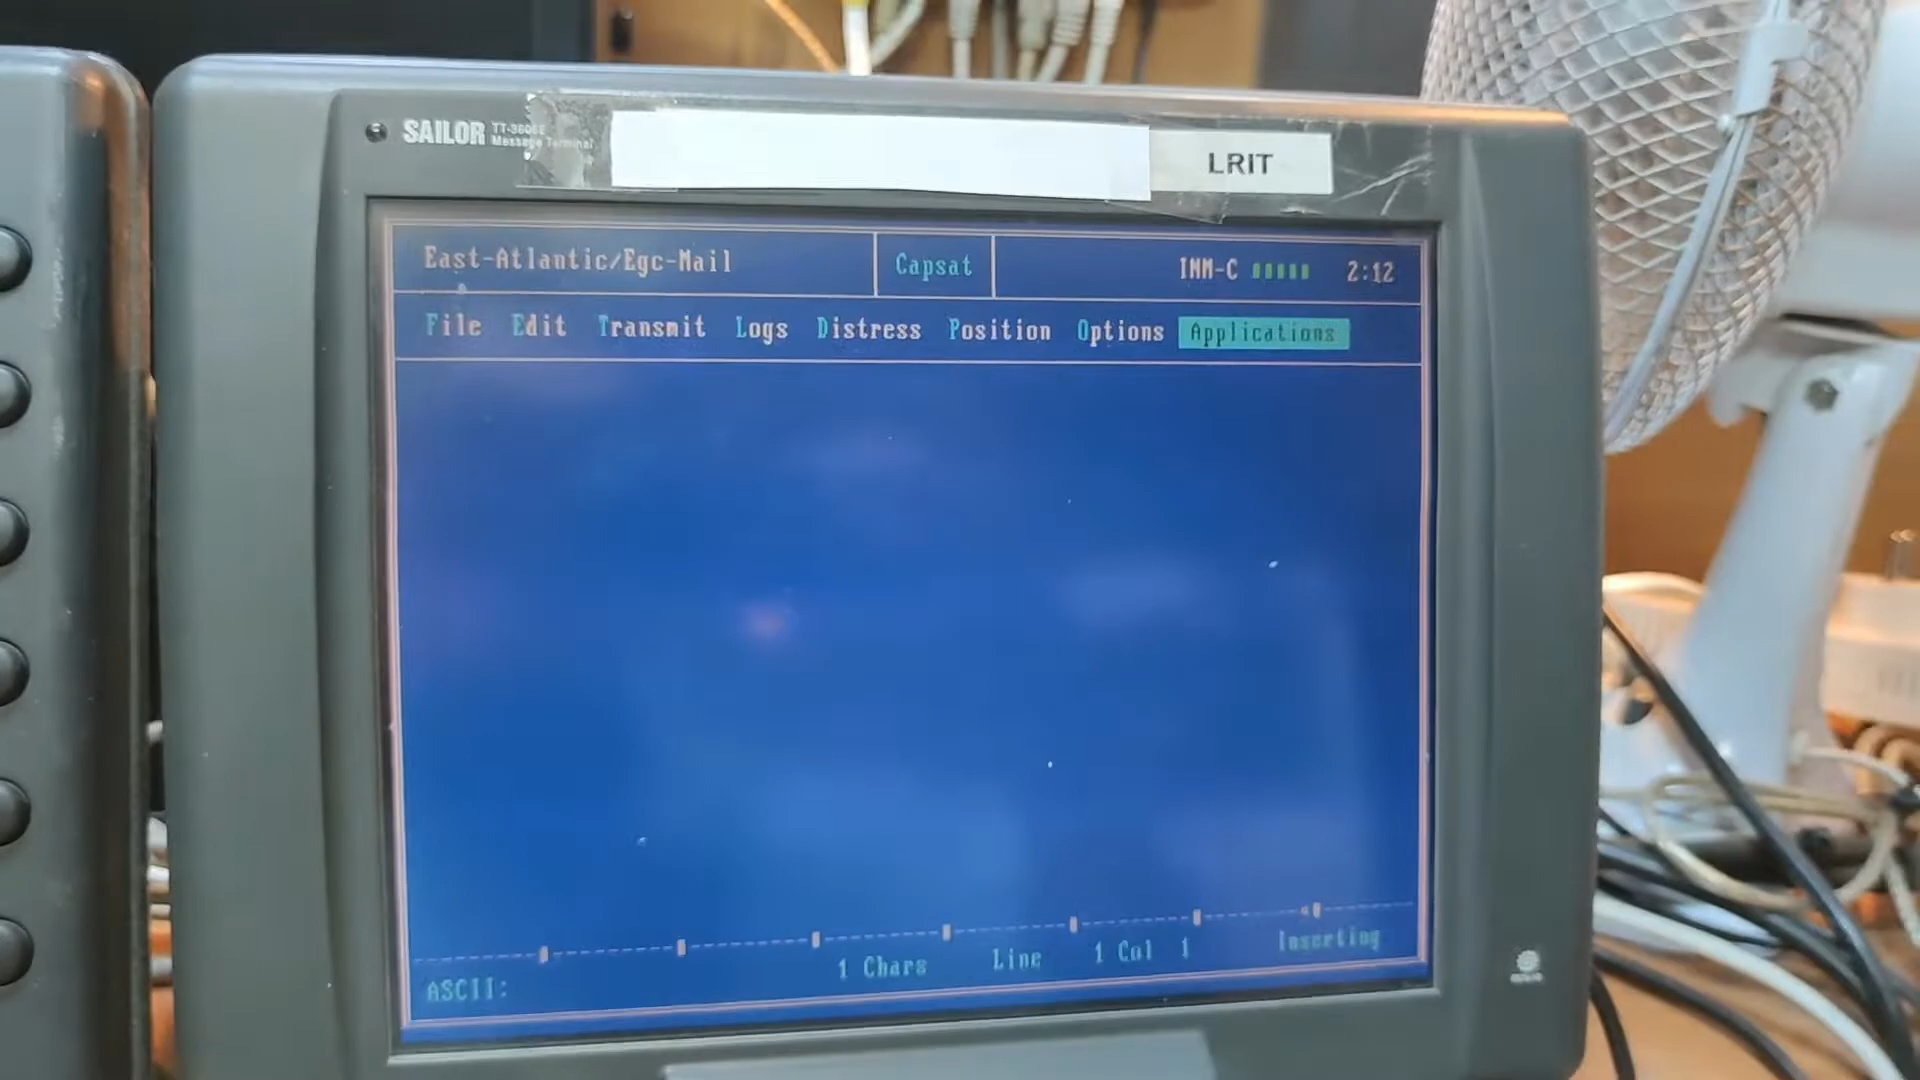 SAILOR TT-3606E
Message Terminal
LRIT
East-Atlantic/Egc-Mail Capsat INM-C 2:12
File Edit Transmit Logs Distress Position Options Applications
1 Chars Line 1 Col 1 Inserting
ASCII: